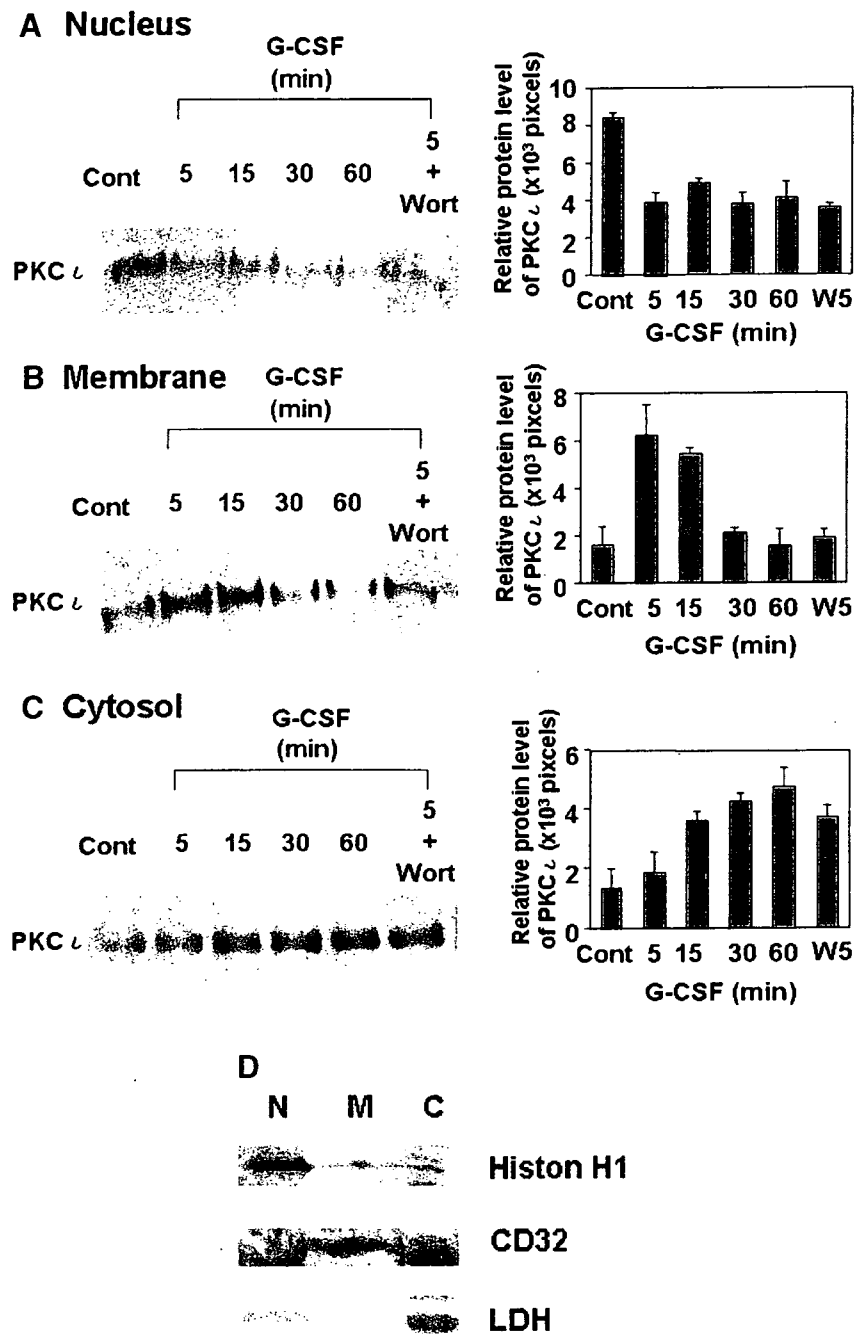 A Nucleus
G-CSF
(min)
Cont 5 15 30 60 5
+
Wort
PKC ι
Relative protein level
of PKC ι (x10³ pixcels)
10
8
6
4
2
0
Cont 5 15 30 60 W5
G-CSF (min)
B Membrane
G-CSF
(min)
Cont 5 15 30 60 5
+
Wort
PKC ι
Relative protein level
of PKC ι (x10³ pixcels)
8
6
4
2
0
Cont 5 15 30 60 W5
G-CSF (min)
C Cytosol
G-CSF
(min)
Cont 5 15 30 60 5
+
Wort
PKC ι
Relative protein level
of PKC ι (x10³ pixcels)
6
4
2
0
Cont 5 15 30 60 W5
G-CSF (min)
D
N M C
Histon H1
CD32
LDH